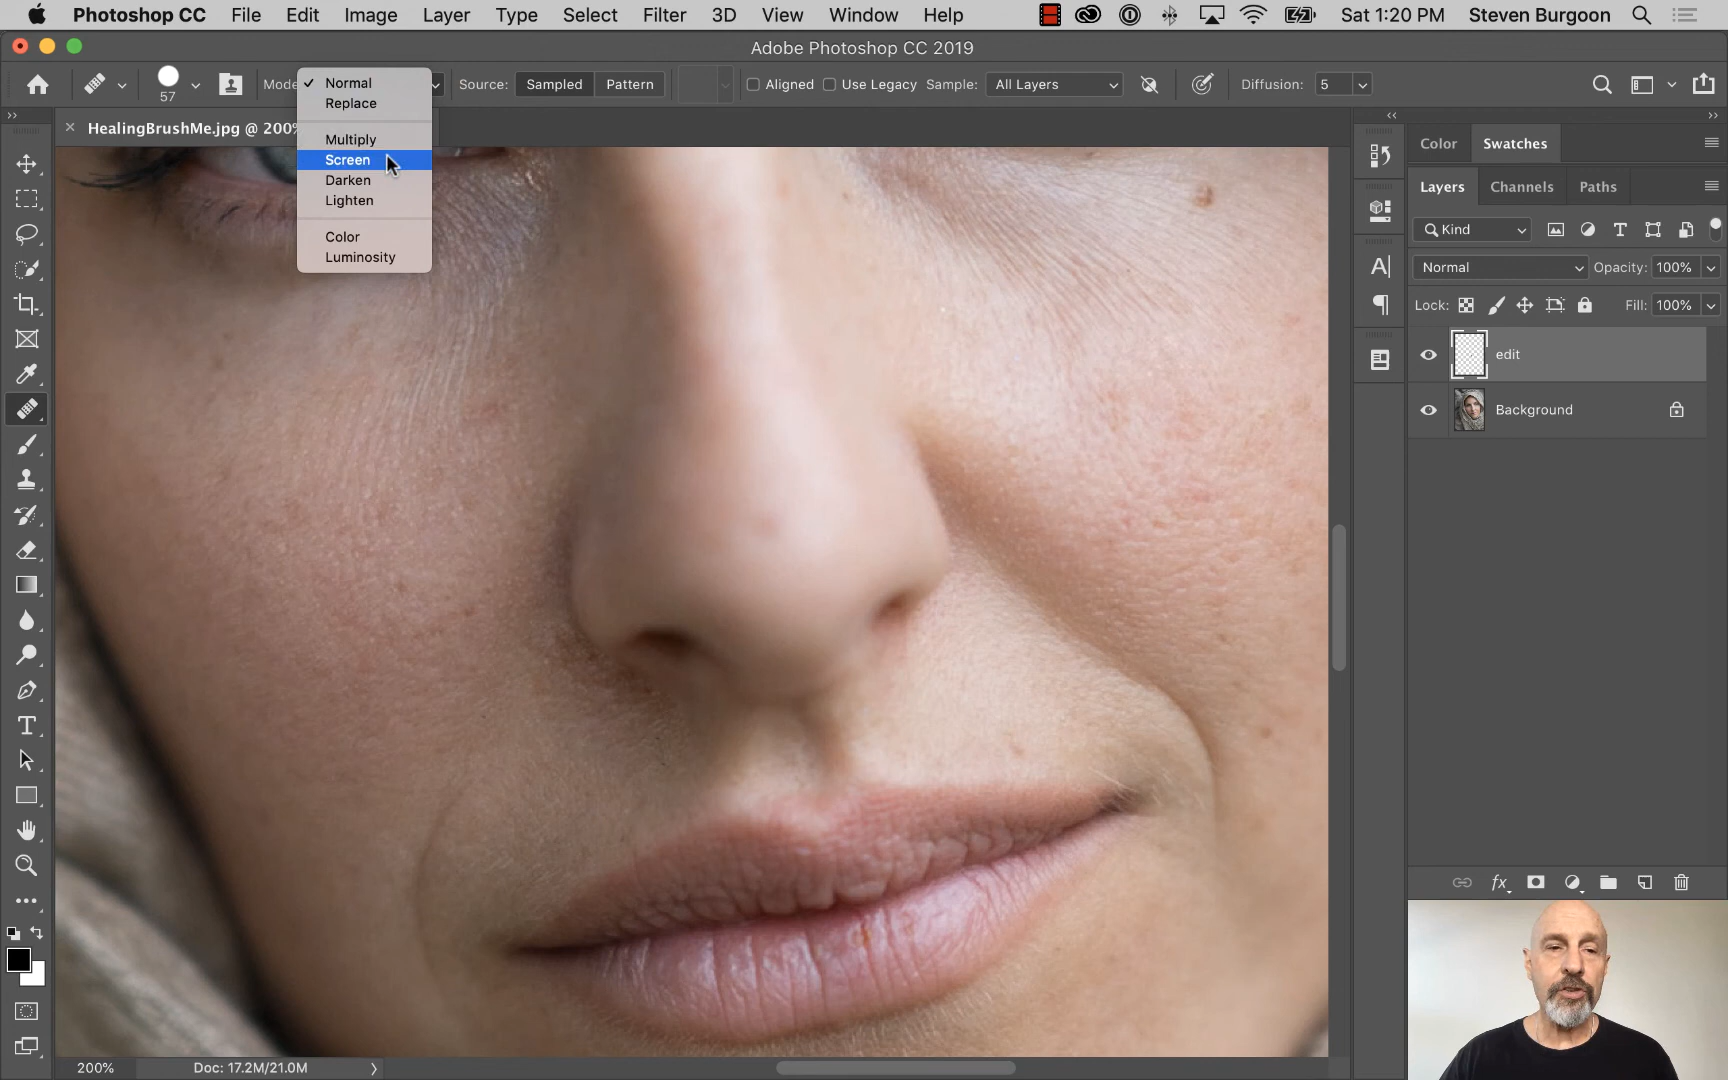 Photoshop CC File Edit Image Layer Type Select Filter 3D View Window Help Sat 1:20 PM Steven Burgoon
Adobe Photoshop CC 2019
57 Mode Source: Sampled Pattern Aligned Use Legacy Sample: All Layers Diffusion: 5
Normal
Replace
Multiply
Screen
Darken
Lighten
Color
Luminosity
HealingBrushMe.jpg @ 200%
Color Swatches
Layers Channels Paths
Kind
Normal Opacity: 100%
Lock: Fill: 100%
edit
Background
fx
200% Doc: 17.2M/21.0M